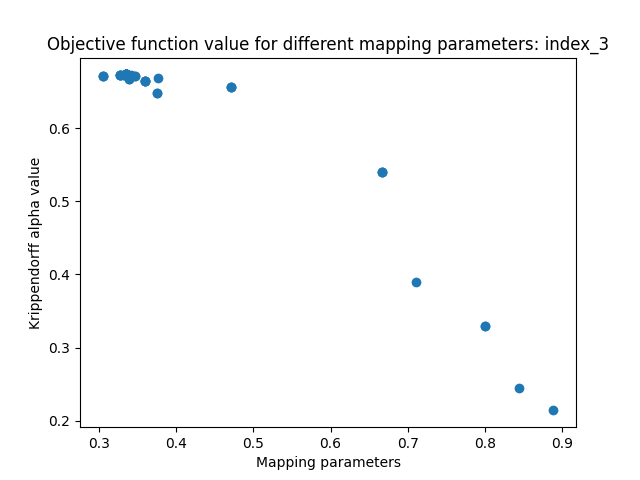 Objective function value for different mapping parameters: index_3
Krippendorff alpha value
0.6
0.5
0.4
0.3
0.2
0.3 0.4 0.5 0.6 0.7 0.8 0.9
Mapping parameters